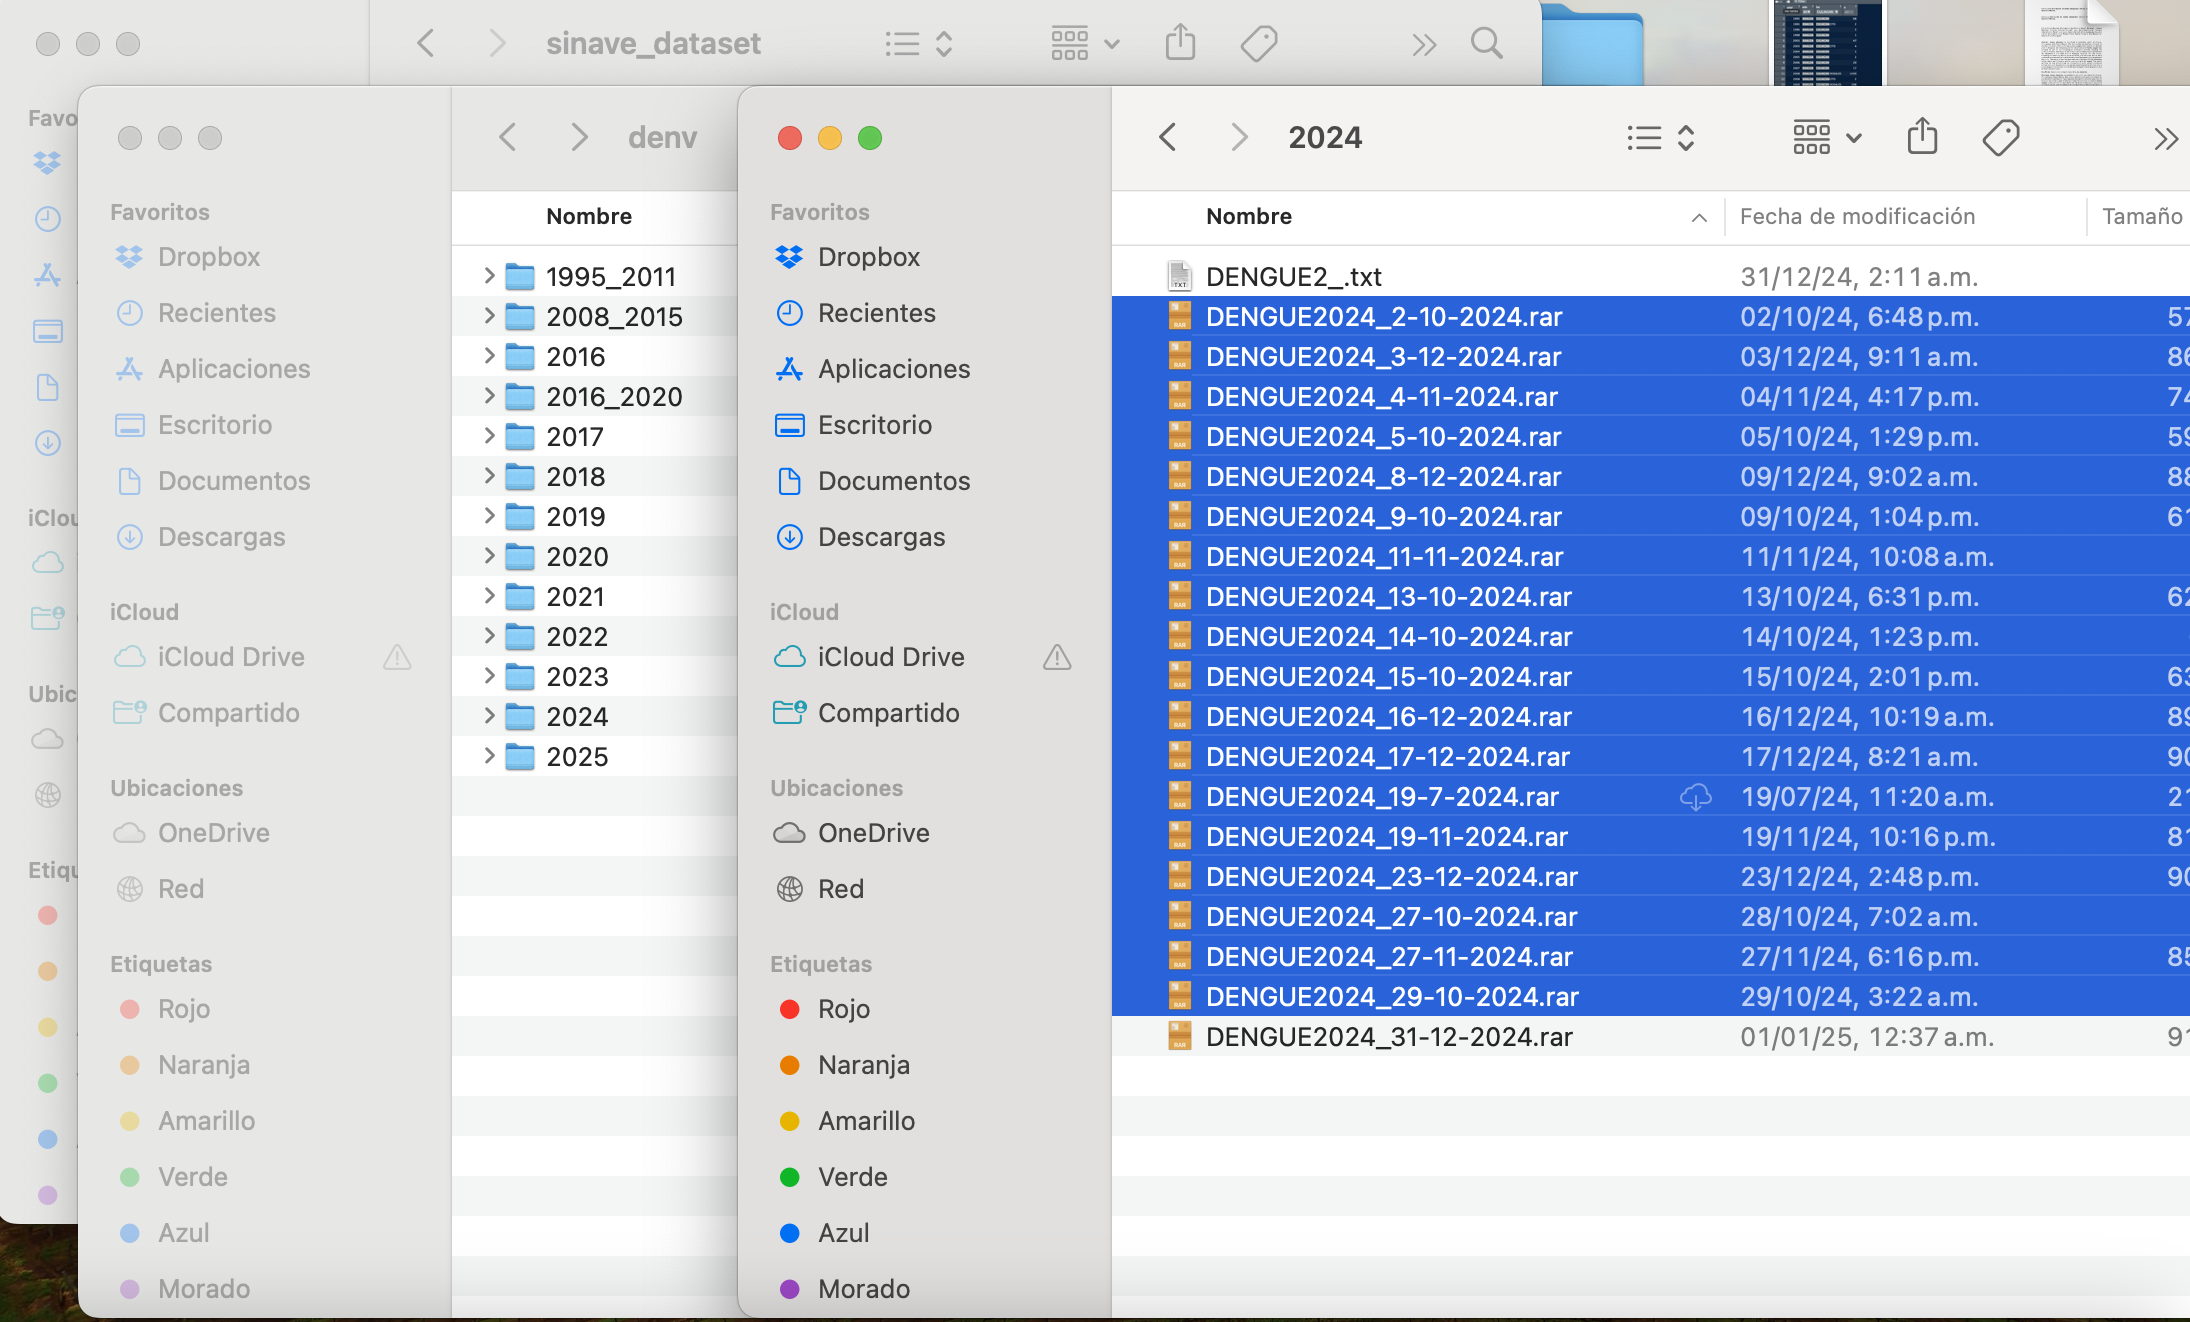 sinave_dataset
denv
2024
Nombre
1995_2011
2008_2015
2016
2016_2020
2017
2018
2019
2020
2021
2022
2023
2024
2025
Favoritos
Dropbox
Recientes
Aplicaciones
Escritorio
Documentos
Descargas
iCloud
iCloud Drive
Compartido
Ubicaciones
OneDrive
Red
Etiquetas
Rojo
Naranja
Amarillo
Verde
Azul
Morado
Favoritos
Dropbox
Recientes
Aplicaciones
Escritorio
Documentos
Descargas
iCloud
iCloud Drive
Compartido
Ubicaciones
OneDrive
Red
Etiquetas
Rojo
Naranja
Amarillo
Verde
Azul
Morado
Nombre Fecha de modificación Tamaño
DENGUE2_.txt 31/12/24, 2:11 a.m.
DENGUE2024_2-10-2024.rar 02/10/24, 6:48 p.m. 57
DENGUE2024_3-12-2024.rar 03/12/24, 9:11 a.m. 86
DENGUE2024_4-11-2024.rar 04/11/24, 4:17 p.m. 74
DENGUE2024_5-10-2024.rar 05/10/24, 1:29 p.m. 59
DENGUE2024_8-12-2024.rar 09/12/24, 9:02 a.m. 88
DENGUE2024_9-10-2024.rar 09/10/24, 1:04 p.m. 61
DENGUE2024_11-11-2024.rar 11/11/24, 10:08 a.m.
DENGUE2024_13-10-2024.rar 13/10/24, 6:31 p.m. 62
DENGUE2024_14-10-2024.rar 14/10/24, 1:23 p.m.
DENGUE2024_15-10-2024.rar 15/10/24, 2:01 p.m. 63
DENGUE2024_16-12-2024.rar 16/12/24, 10:19 a.m. 89
DENGUE2024_17-12-2024.rar 17/12/24, 8:21 a.m. 90
DENGUE2024_19-7-2024.rar 19/07/24, 11:20 a.m. 21
DENGUE2024_19-11-2024.rar 19/11/24, 10:16 p.m. 81
DENGUE2024_23-12-2024.rar 23/12/24, 2:48 p.m. 90
DENGUE2024_27-10-2024.rar 28/10/24, 7:02 a.m.
DENGUE2024_27-11-2024.rar 27/11/24, 6:16 p.m. 85
DENGUE2024_29-10-2024.rar 29/10/24, 3:22 a.m.
DENGUE2024_31-12-2024.rar 01/01/25, 12:37 a.m. 91
Favo
iClou
Ubic
Etiqu